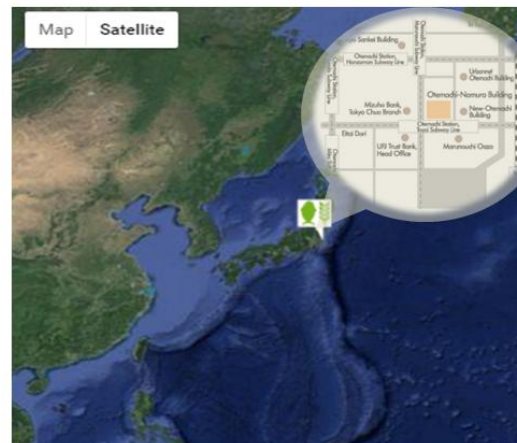 Map Satellite
Sankei Building
Otemachi Station,
Hanzomon Subway Line
Urbannet
Otemachi Building
Otemachi-Nomura Building
Mizuho Bank,
Tokyo Chuo Branch
New-Otemachi
Building
Otemachi Station,
Tozai Subway Line
Eitai Dori
UFJ Trust Bank,
Head Office
Marunouchi Oazo